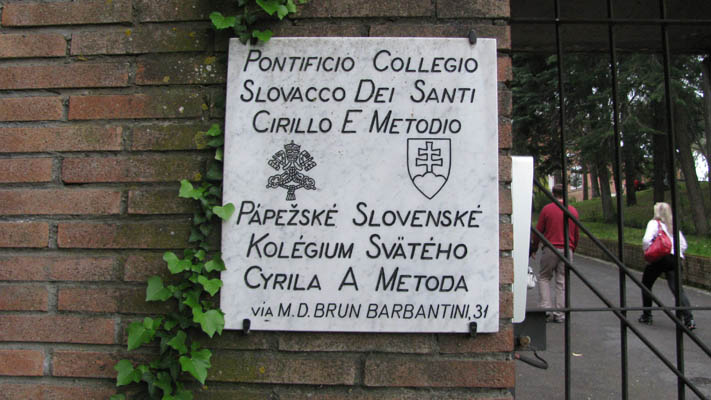 Pontificio Collegio
Slovacco Dei Santi
Cirillo E Metodio
Pápežské Slovenské
Kolégium Svätého
Cyrila A Metoda
via M.D. BRUN BARBANTINI, 31